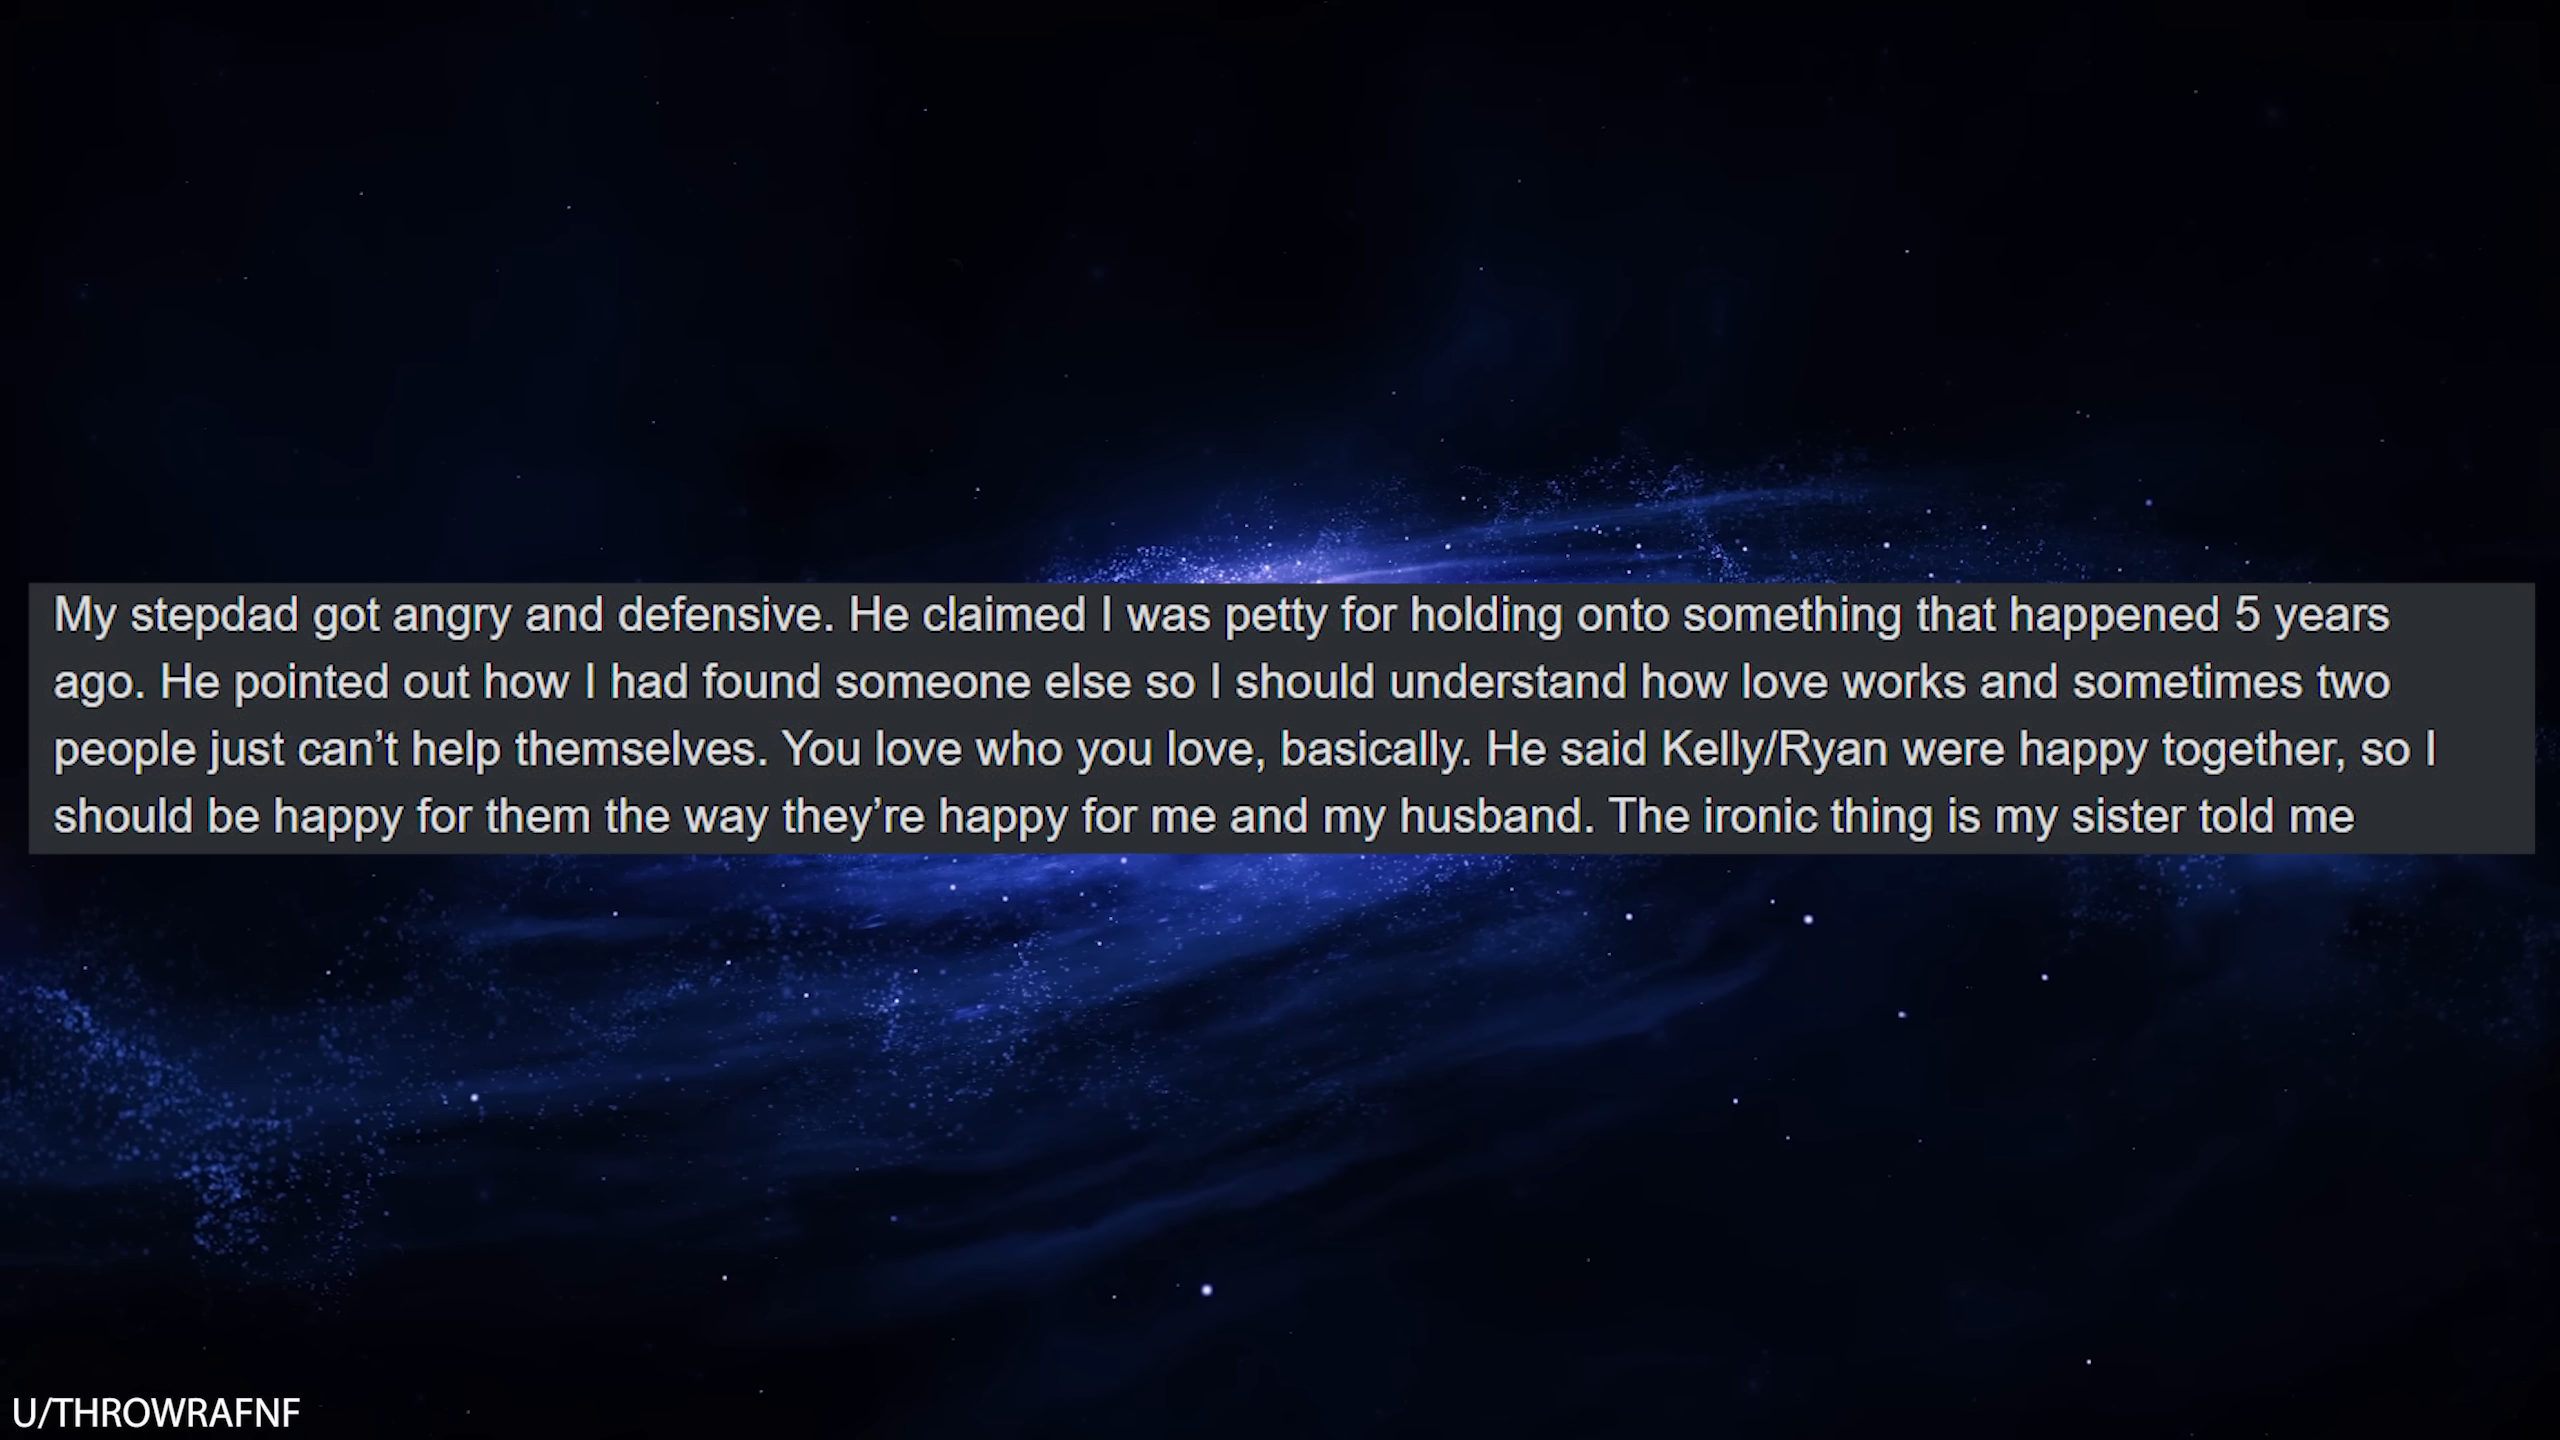 My stepdad got angry and defensive. He claimed I was petty for holding onto something that happened 5 years
ago. He pointed out how I had found someone else so I should understand how love works and sometimes two
people just can’t help themselves. You love who you love, basically. He said Kelly/Ryan were happy together, so I
should be happy for them the way they’re happy for me and my husband. The ironic thing is my sister told me
U/THROWRAFNF